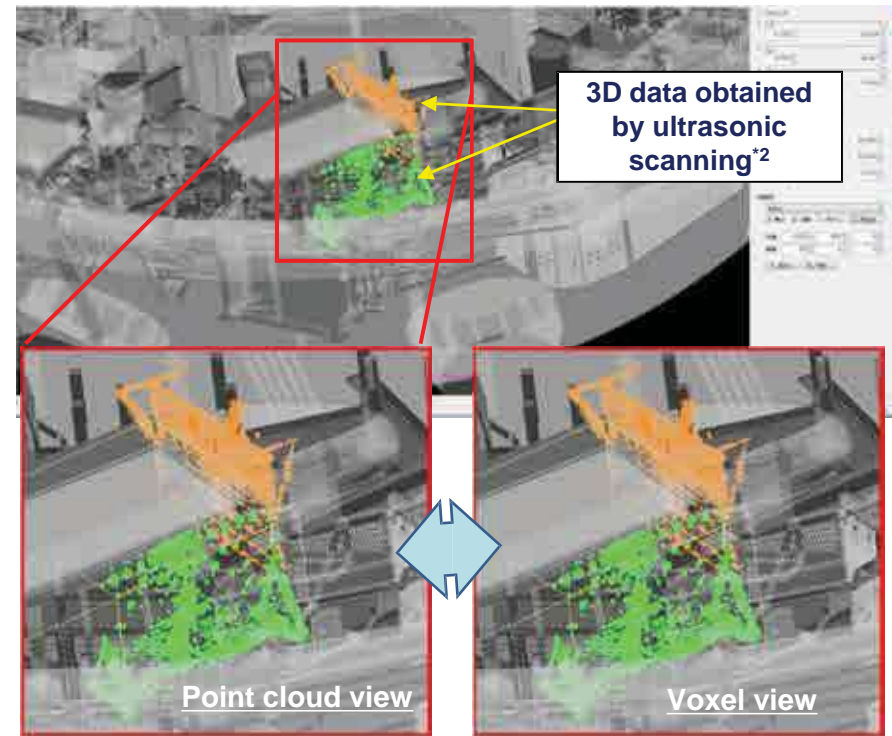 3D data obtained
by ultrasonic
scanning*2
Point cloud view
Voxel view